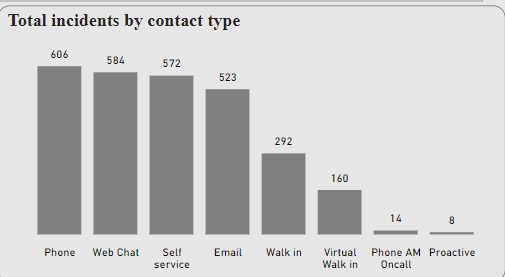 Total incidents by contact type
606
584
572
523
292
160
14
8
Phone
Web Chat
Self
service
Email
Walk in
Virtual
Walk in
Phone AM
Oncall
Proactive